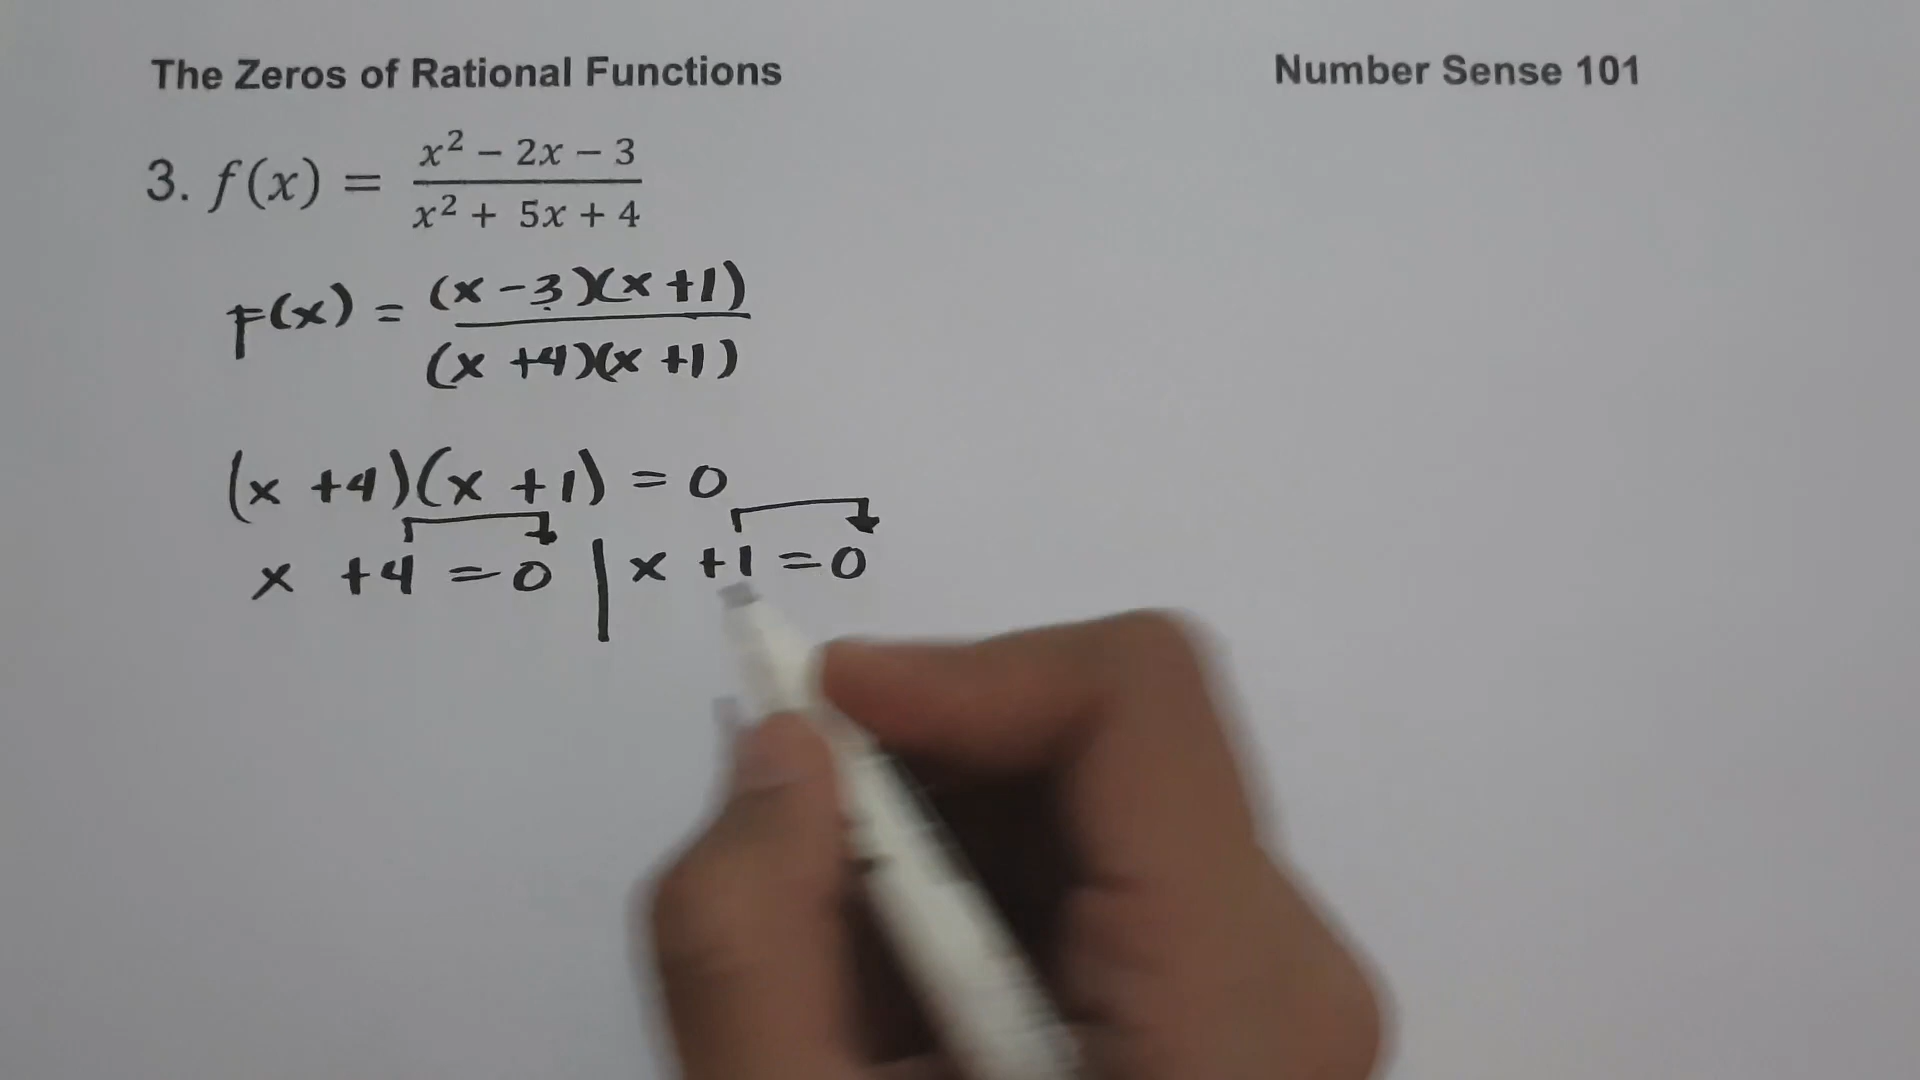 The Zeros of Rational Functions Number Sense 101
3. f(x) = (x² − 2x − 3)/(x² + 5x + 4)
F(x) = (x −3)(x +1)/(x +4)(x +1)
(x +4)(x +1) = 0
x +4 = 0 | x +1 = 0